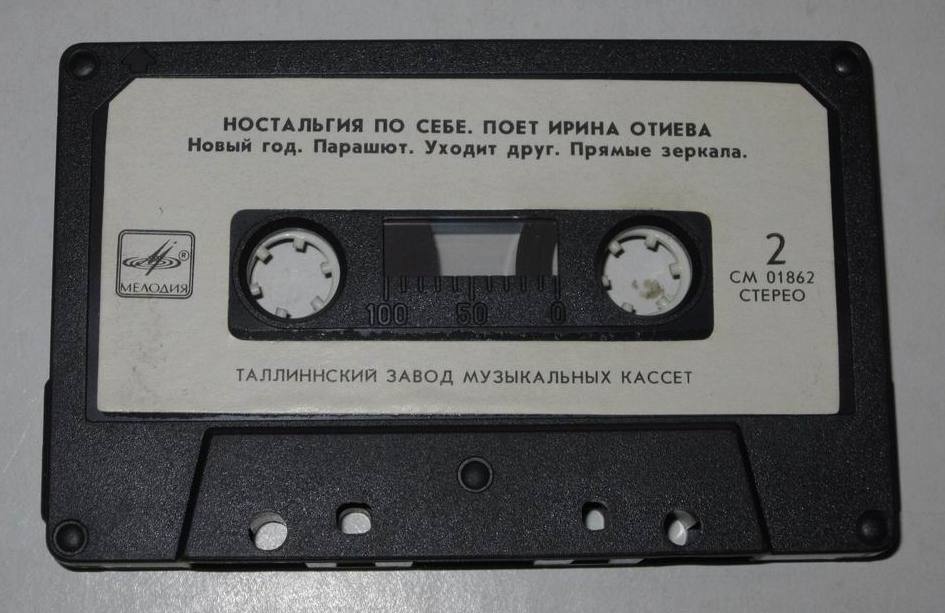 НОСТАЛЬГИЯ ПО СЕБЕ. ПОЕТ ИРИНА ОТИЕВА
Новый год. Парашют. Уходит друг. Прямые зеркала.
®
МЕЛОДИЯ
2
СМ 01862
СТЕРЕО
100 50 0
ТАЛЛИННСКИЙ ЗАВОД МУЗЫКАЛЬНЫХ КАССЕТ